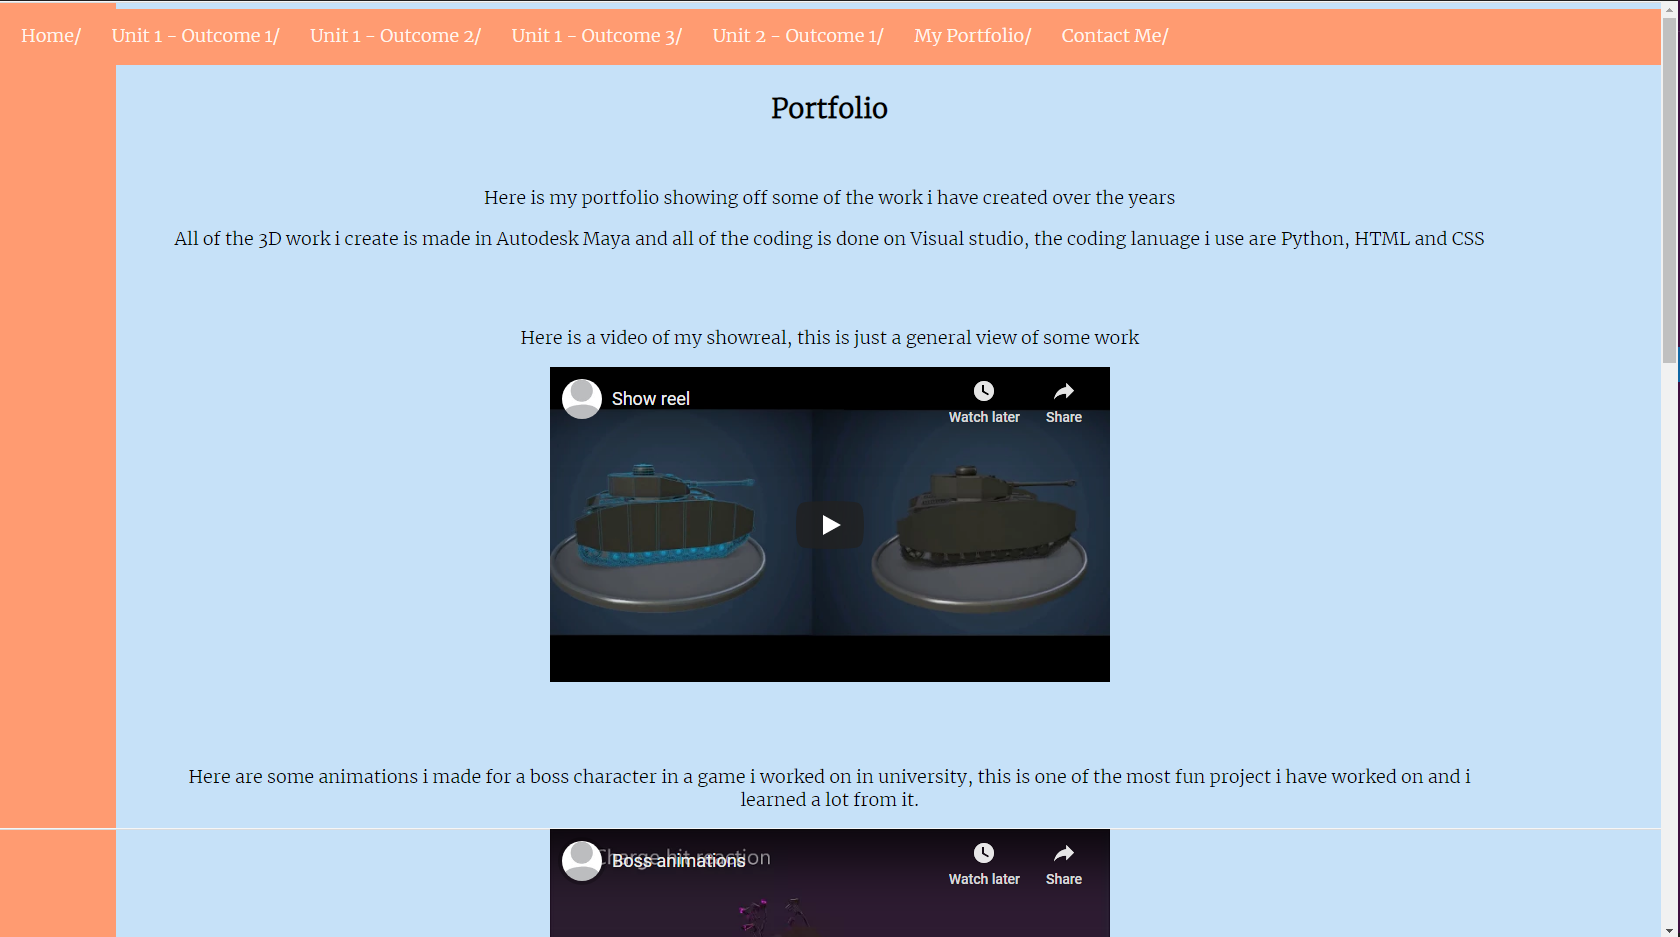 Home/ Unit 1 - Outcome 1/ Unit 1 - Outcome 2/ Unit 1 - Outcome 3/ Unit 2 - Outcome 1/ My Portfolio/ Contact Me/
Portfolio
Here is my portfolio showing off some of the work i have created over the years
All of the 3D work i create is made in Autodesk Maya and all of the coding is done on Visual studio, the coding lanuage i use are Python, HTML and CSS
Here is a video of my showreal, this is just a general view of some work
Show reel
Watch later Share
Here are some animations i made for a boss character in a game i worked on in university, this is one of the most fun project i have worked on and i
learned a lot from it.
Charge hit reaction
Boss animations
Watch later Share